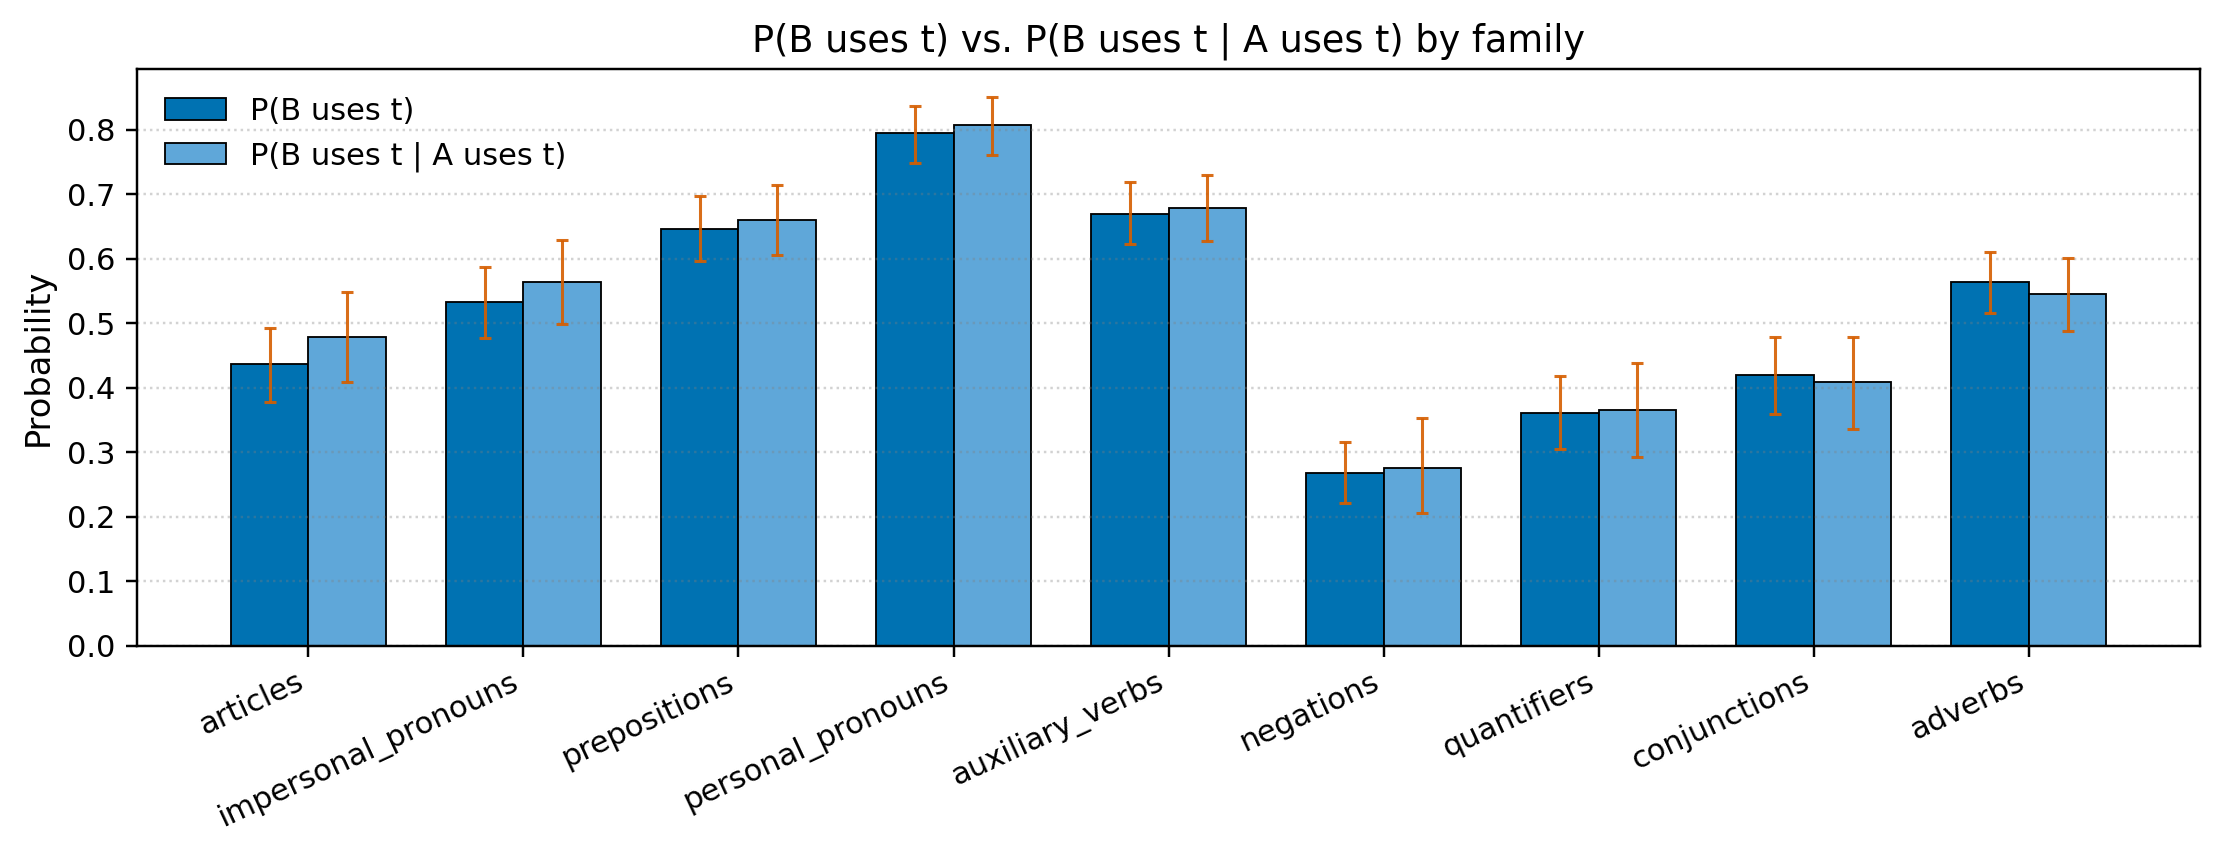 P(B uses t) vs. P(B uses t | A uses t) by family
P(B uses t)
P(B uses t | A uses t)
Probability
0.8
0.7
0.6
0.5
0.4
0.3
0.2
0.1
0.0
articles
impersonal_pronouns
prepositions
personal_pronouns
auxiliary_verbs
negations
quantifiers
conjunctions
adverbs